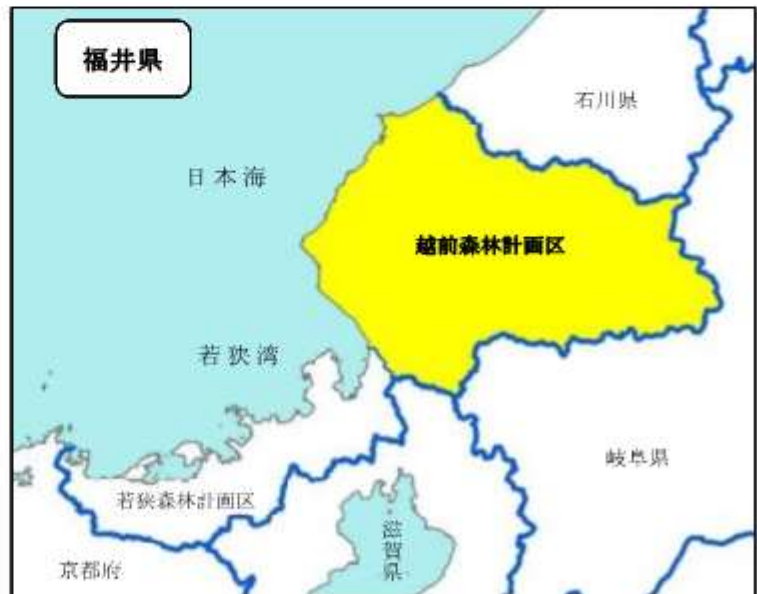 福井県
石川県
日本海
越前森林計画区
若狭湾
岐阜県
若狭森林計画区
滋賀県
京都府